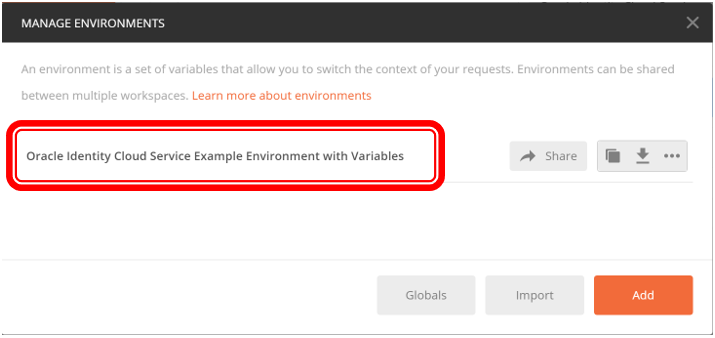 MANAGE ENVIRONMENTS
An environment is a set of variables that allow you to switch the context of your requests. Environments can be shared
between multiple workspaces. Learn more about environments
Oracle Identity Cloud Service Example Environment with Variables
Share
Globals
Import
Add